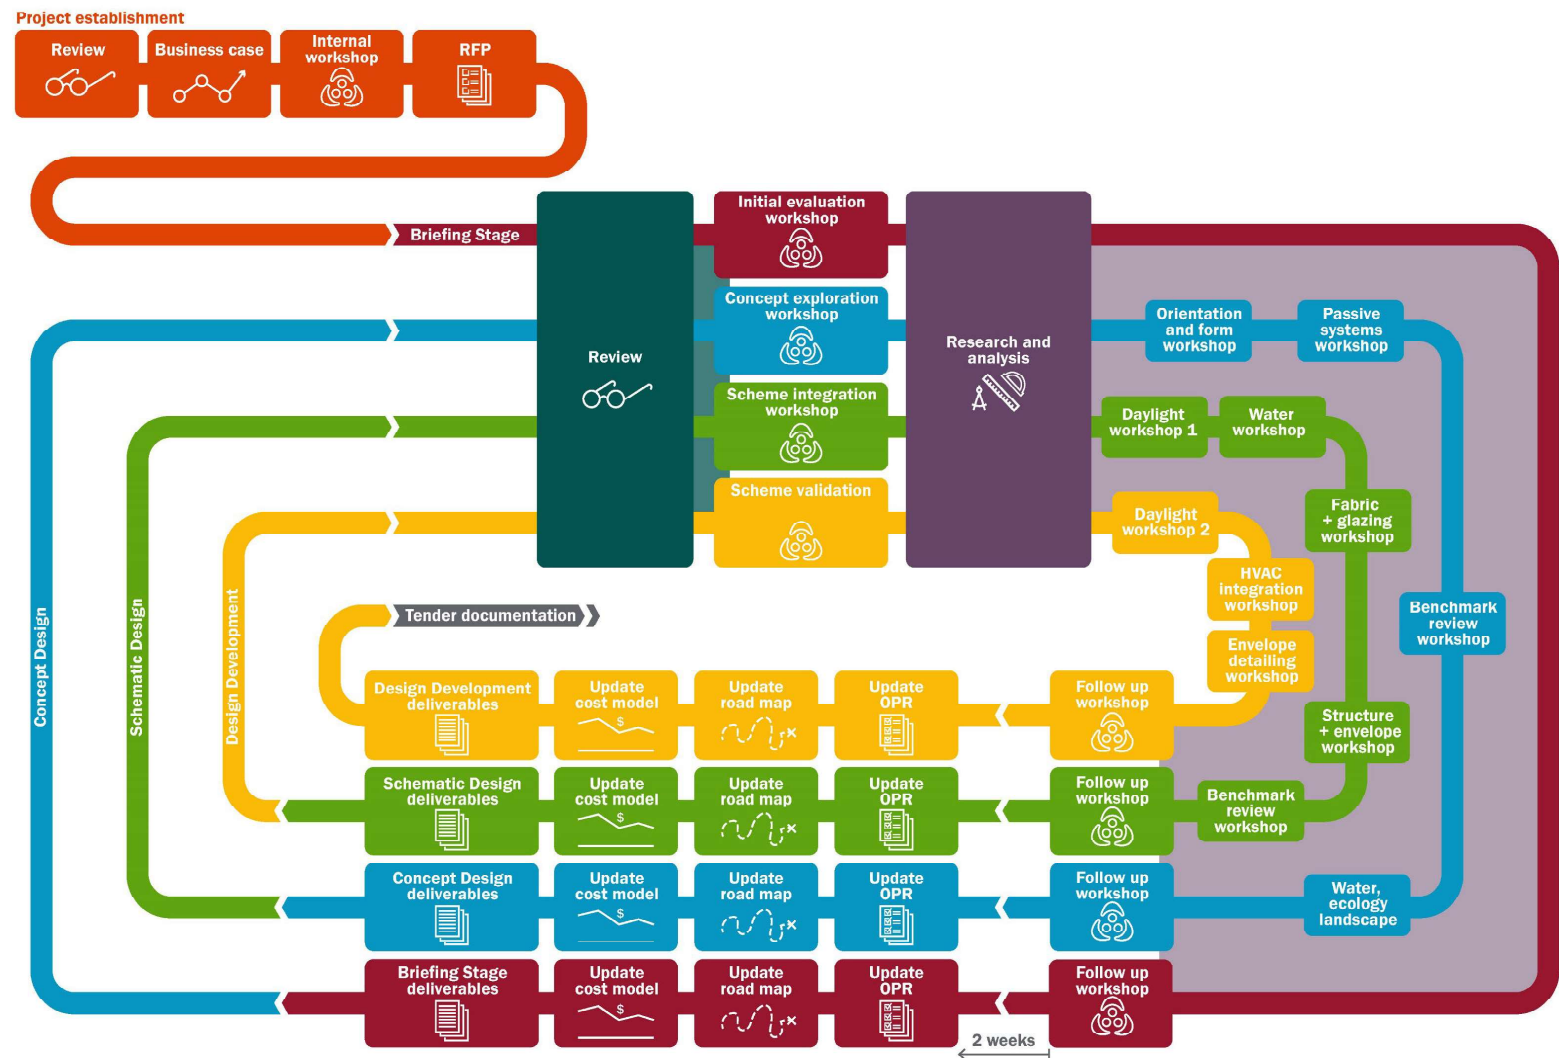 Project establishment
Review
Business case
Internal
workshop
RFP
Briefing Stage
Review
Initial evaluation
workshop
Research and
analysis
Concept exploration
workshop
Orientation
and form
workshop
Passive
systems
workshop
Scheme integration
workshop
Daylight
workshop 1
Water
workshop
Scheme validation
Daylight
workshop 2
Fabric
+ glazing
workshop
HVAC
integration
workshop
Envelope
detailing
workshop
Benchmark
review
workshop
Structure
+ envelope
workshop
Concept Design
Schematic Design
Design Development
Tender documentation
Design Development
deliverables
Update
cost model
$
Update
road map
Update
OPR
Follow up
workshop
Schematic Design
deliverables
Update
cost model
$
Update
road map
Update
OPR
Follow up
workshop
Benchmark
review
workshop
Concept Design
deliverables
Update
cost model
$
Update
road map
Update
OPR
Follow up
workshop
Water,
ecology
landscape
Briefing Stage
deliverables
Update
cost model
$
Update
road map
Update
OPR
Follow up
workshop
2 weeks